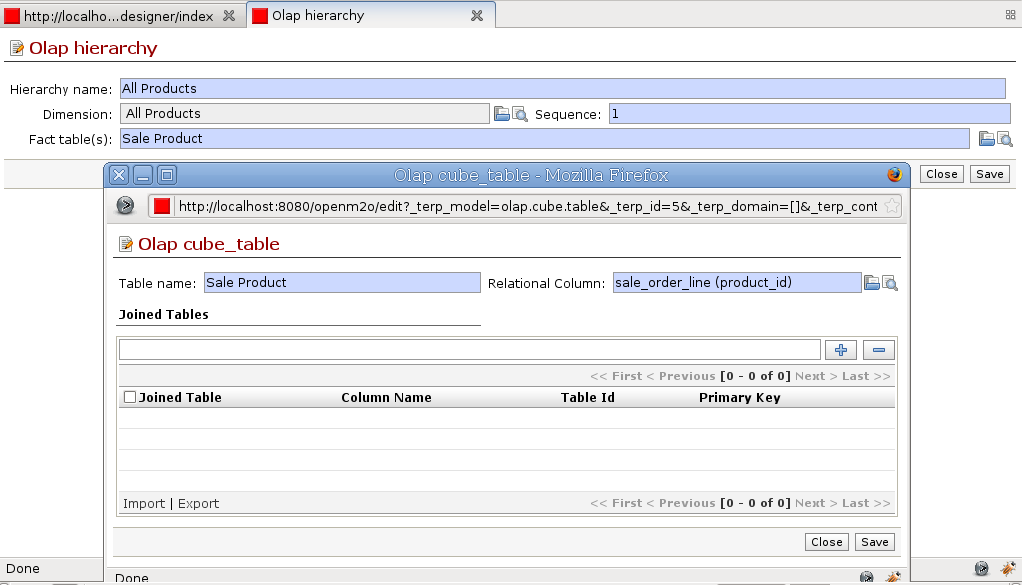 http://localho...designer/index
Olap hierarchy
Olap hierarchy
Hierarchy name: All Products
Dimension: All Products Sequence: 1
Fact table(s): Sale Product
Close Save
Olap cube_table - Mozilla Firefox
http://localhost:8080/openm2o/edit?_terp_model=olap.cube.table&_terp_id=5&_terp_domain=[]&_terp_cont
Olap cube_table
Table name: Sale Product Relational Column: sale_order_line (product_id)
Joined Tables
<< First < Previous [0 - 0 of 0] Next > Last >>
Joined Table Column Name Table Id Primary Key
Import | Export << First < Previous [0 - 0 of 0] Next > Last >>
Close Save
Done
Done